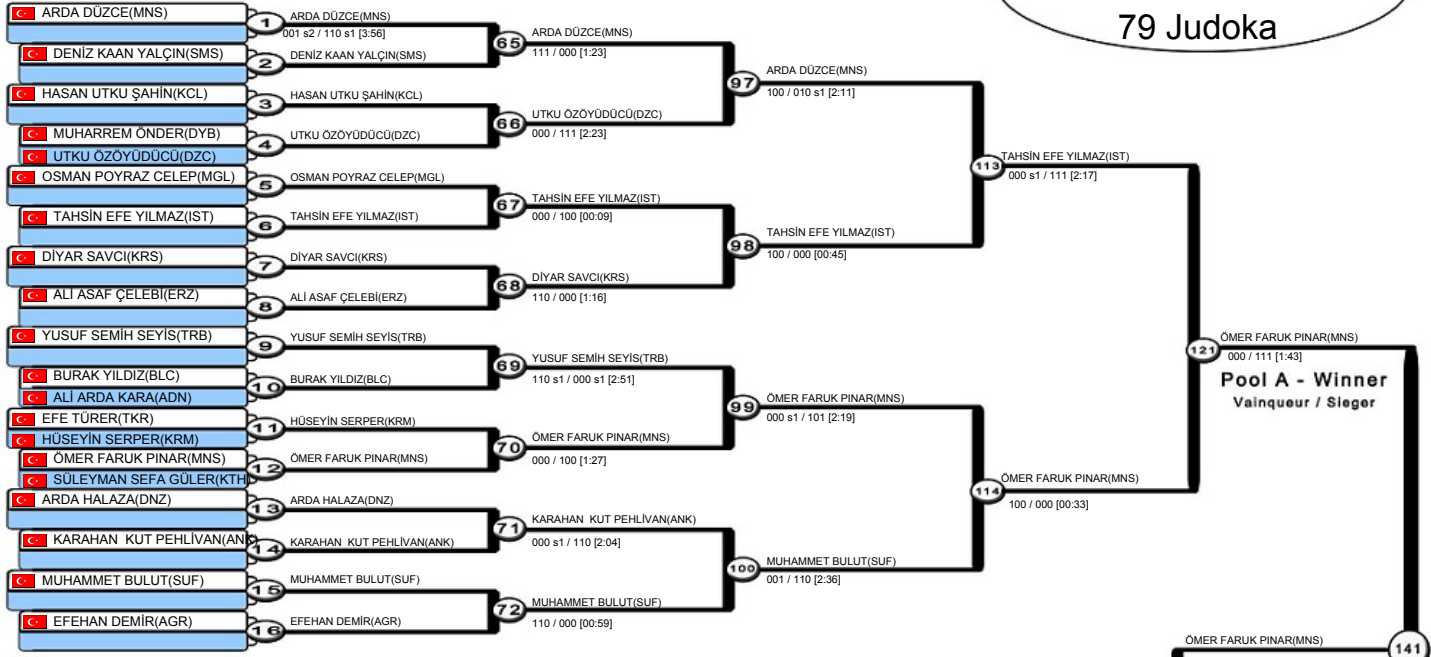 79 Judoka
ARDA DÜZCE(MNS)
DENİZ KAAN YALÇIN(SMS)
HASAN UTKU ŞAHİN(KCL)
MUHARREM ÖNDER(DYB)
UTKU ÖZÖYÜDÜCÜ(DZC)
OSMAN POYRAZ CELEP(MGL)
TAHSİN EFE YILMAZ(IST)
DİYAR SAVCI(KRS)
ALİ ASAF ÇELEBİ(ERZ)
YUSUF SEMİH SEYİS(TRB)
BURAK YILDIZ(BLC)
ALİ ARDA KARA(ADN)
EFE TÜRER(TKR)
HÜSEYİN SERPER(KRM)
ÖMER FARUK PINAR(MNS)
SÜLEYMAN SEFA GÜLER(KTH
ARDA HALAZA(DNZ)
KARAHAN KUT PEHLİVAN(ANK
MUHAMMET BULUT(SUF)
EFEHAN DEMİR(AGR)
1 ARDA DÜZCE(MNS)
001 s2 / 110 s1 [3:56]
2 DENİZ KAAN YALÇIN(SMS)
3 HASAN UTKU ŞAHİN(KCL)
4 UTKU ÖZÖYÜDÜCÜ(DZC)
5 OSMAN POYRAZ CELEP(MGL)
6 TAHSİN EFE YILMAZ(IST)
7 DİYAR SAVCI(KRS)
8 ALİ ASAF ÇELEBİ(ERZ)
9 YUSUF SEMİH SEYİS(TRB)
10 BURAK YILDIZ(BLC)
11 HÜSEYİN SERPER(KRM)
12 ÖMER FARUK PINAR(MNS)
13 ARDA HALAZA(DNZ)
14 KARAHAN KUT PEHLİVAN(ANK)
15 MUHAMMET BULUT(SUF)
16 EFEHAN DEMİR(AGR)
65 ARDA DÜZCE(MNS)
111 / 000 [1:23]
66 UTKU ÖZÖYÜDÜCÜ(DZC)
000 / 111 [2:23]
67 TAHSİN EFE YILMAZ(IST)
000 / 100 [00:09]
68 DİYAR SAVCI(KRS)
110 / 000 [1:16]
69 YUSUF SEMİH SEYİS(TRB)
110 s1 / 000 s1 [2:51]
70 ÖMER FARUK PINAR(MNS)
000 / 100 [1:27]
71 KARAHAN KUT PEHLİVAN(ANK)
000 s1 / 110 [2:04]
72 MUHAMMET BULUT(SUF)
110 / 000 [00:59]
97 ARDA DÜZCE(MNS)
100 / 010 s1 [2:11]
98 TAHSİN EFE YILMAZ(IST)
100 / 000 [00:45]
99 ÖMER FARUK PINAR(MNS)
000 s1 / 101 [2:19]
100 MUHAMMET BULUT(SUF)
001 / 110 [2:36]
113 TAHSİN EFE YILMAZ(IST)
000 s1 / 111 [2:17]
114 ÖMER FARUK PINAR(MNS)
100 / 000 [00:33]
121 ÖMER FARUK PINAR(MNS)
000 / 111 [1:43]
Pool A - Winner
Vainqueur / Sieger
ÖMER FARUK PINAR(MNS)
141